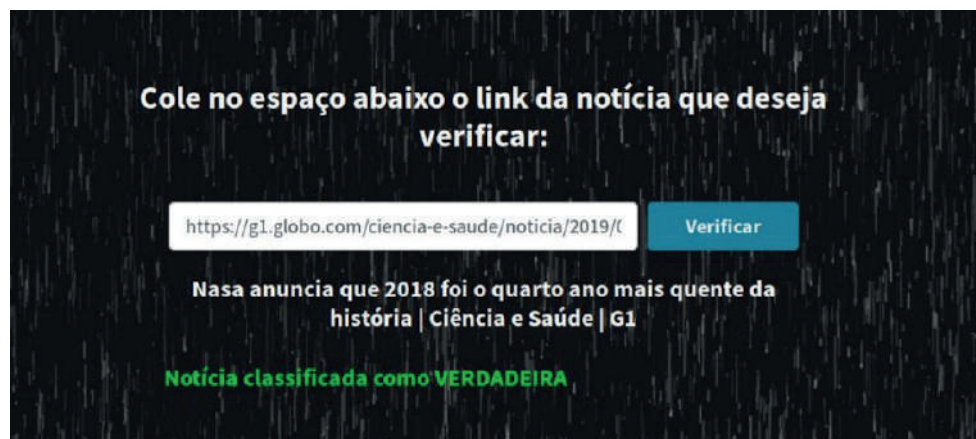 Cole no espaço abaixo o link da notícia que deseja
verificar:
https://g1.globo.com/ciencia-e-saude/noticia/2019/0
Verificar
Nasa anuncia que 2018 foi o quarto ano mais quente da
história | Ciência e Saúde | G1
Notícia classificada como VERDADEIRA